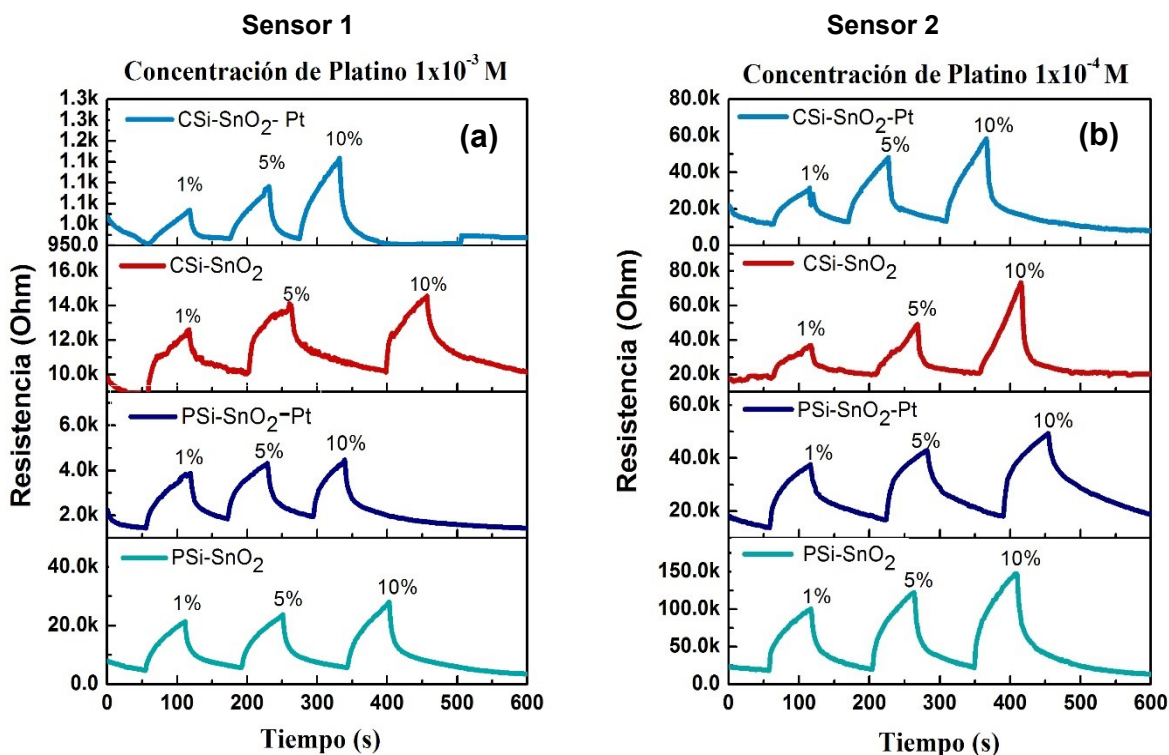 Sensor 1
Concentración de Platino 1x10⁻³ M
Resistencia (Ohm)
1.3k
1.2k
1.1k
1.1k
1.0k
950.0
CSi-SnO₂- Pt
(a)
1%
5%
10%
16.0k
14.0k
12.0k
10.0k
CSi-SnO₂
1%
5%
10%
6.0k
4.0k
2.0k
PSi-SnO₂-Pt
1%
5%
10%
40.0k
20.0k
0.0
PSi-SnO₂
1%
5%
10%
0 100 200 300 400 500 600
Tiempo (s)
Sensor 2
Concentración de Platino 1x10⁻⁴ M
Resistencia (Ohm)
80.0k
60.0k
40.0k
20.0k
0.0
CSi-SnO₂-Pt
(b)
1%
5%
10%
80.0k
60.0k
40.0k
20.0k
CSi-SnO₂
1%
5%
10%
60.0k
40.0k
20.0k
PSi-SnO₂-Pt
1%
5%
10%
150.0k
100.0k
50.0k
0.0
PSi-SnO₂
1%
5%
10%
0 100 200 300 400 500 600
Tiempo (s)